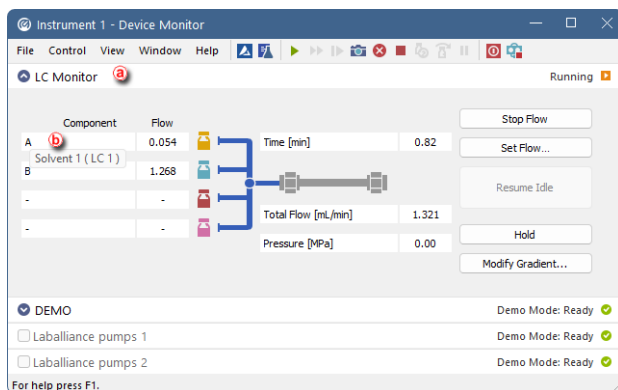 Instrument 1 - Device Monitor
File Control View Window Help
LC Monitor a
Running
Component Flow
A b 0.054
Solvent 1 ( LC 1 )
B 1.268
- -
- -
Time [min] 0.82
Total Flow [mL/min] 1.321
Pressure [MPa] 0.00
Stop Flow
Set Flow...
Resume Idle
Hold
Modify Gradient...
DEMO Demo Mode: Ready
Laballiance pumps 1 Demo Mode: Ready
Laballiance pumps 2 Demo Mode: Ready
For help press F1.